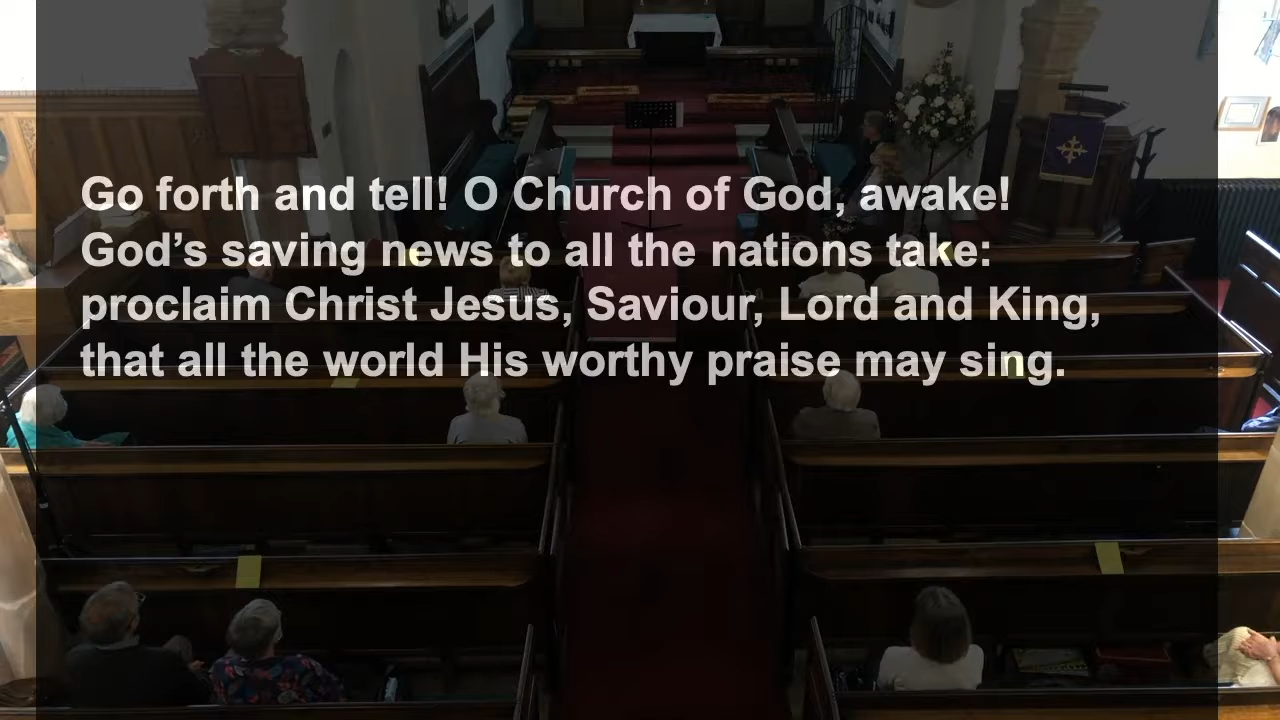 Go forth and tell! O Church of God, awake!
God’s saving news to all the nations take:
proclaim Christ Jesus, Saviour, Lord and King,
that all the world His worthy praise may sing.